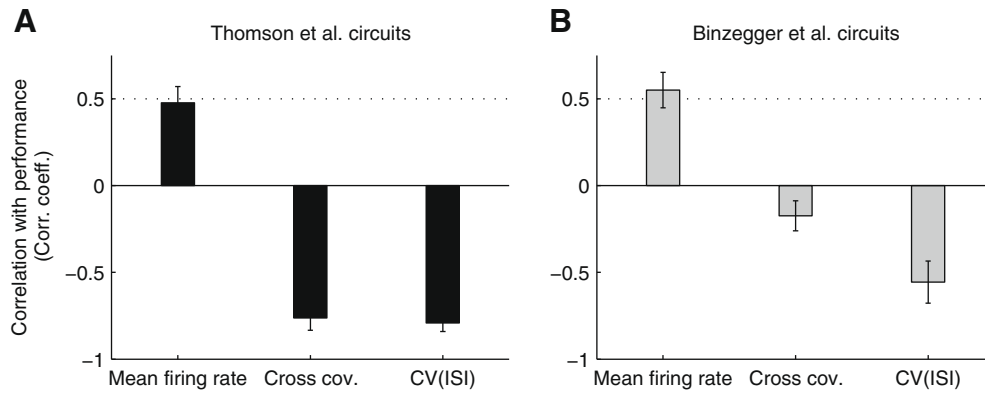 A
Thomson et al. circuits
Correlation with performance
(Corr. coeff.)
0.5
0
−0.5
−1
Mean firing rate
Cross cov.
CV(ISI)
B
Binzegger et al. circuits
0.5
0
−0.5
−1
Mean firing rate
Cross cov.
CV(ISI)